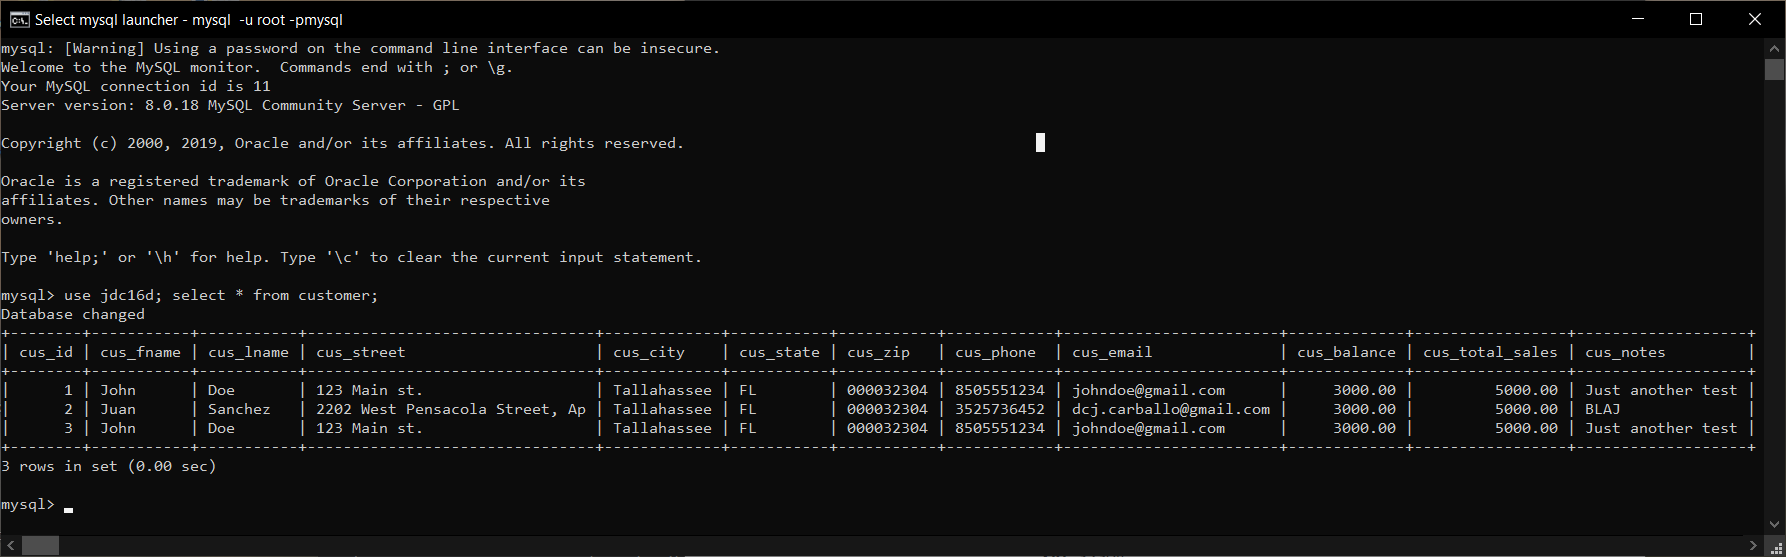 Select mysql launcher - mysql  -u root -pmysql
mysql: [Warning] Using a password on the command line interface can be insecure.
Welcome to the MySQL monitor.  Commands end with ; or \g.
Your MySQL connection id is 11
Server version: 8.0.18 MySQL Community Server - GPL
Copyright (c) 2000, 2019, Oracle and/or its affiliates. All rights reserved.
Oracle is a registered trademark of Oracle Corporation and/or its
affiliates. Other names may be trademarks of their respective
owners.
Type 'help;' or '\h' for help. Type '\c' to clear the current input statement.
mysql> use jdc16d; select * from customer;
Database changed
+--------+-----------+-----------+--------------------------------+-------------+-----------+-----------+------------+------------------------+-------------+-----------------+-------------------+
| cus_id | cus_fname | cus_lname | cus_street                     | cus_city    | cus_state | cus_zip   | cus_phone  | cus_email              | cus_balance | cus_total_sales | cus_notes         |
+--------+-----------+-----------+--------------------------------+-------------+-----------+-----------+------------+------------------------+-------------+-----------------+-------------------+
|      1 | John      | Doe       | 123 Main st.                   | Tallahassee | FL        | 000032304 | 8505551234 | johndoe@gmail.com      |     3000.00 |         5000.00 | Just another test |
|      2 | Juan      | Sanchez   | 2202 West Pensacola Street, Ap | Tallahassee | FL        | 000032304 | 3525736452 | dcj.carballo@gmail.com |     3000.00 |         5000.00 | BLAJ              |
|      3 | John      | Doe       | 123 Main st.                   | Tallahassee | FL        | 000032304 | 8505551234 | johndoe@gmail.com      |     3000.00 |         5000.00 | Just another test |
+--------+-----------+-----------+--------------------------------+-------------+-----------+-----------+------------+------------------------+-------------+-----------------+-------------------+
3 rows in set (0.00 sec)
mysql>